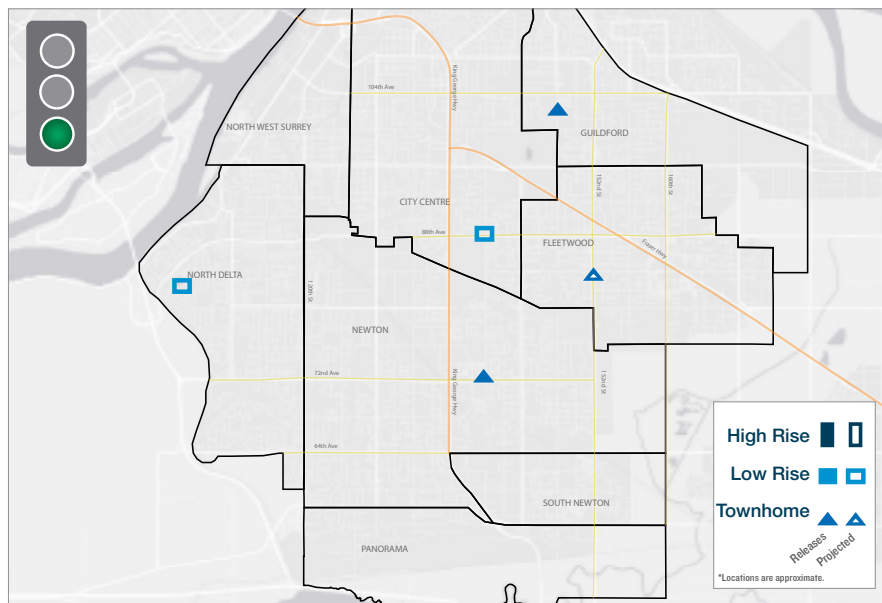 King George Hwy
104th Ave
NORTH WEST SURREY
GUILDFORD
152nd St
160th St
CITY CENTRE
88th Ave
FLEETWOOD
Fraser Hwy
NORTH DELTA
120th St
NEWTON
72nd Ave
King George Hwy
152nd St
64th Ave
SOUTH NEWTON
PANORAMA
High Rise
Low Rise
Townhome
Releases
Projected
*Locations are approximate.